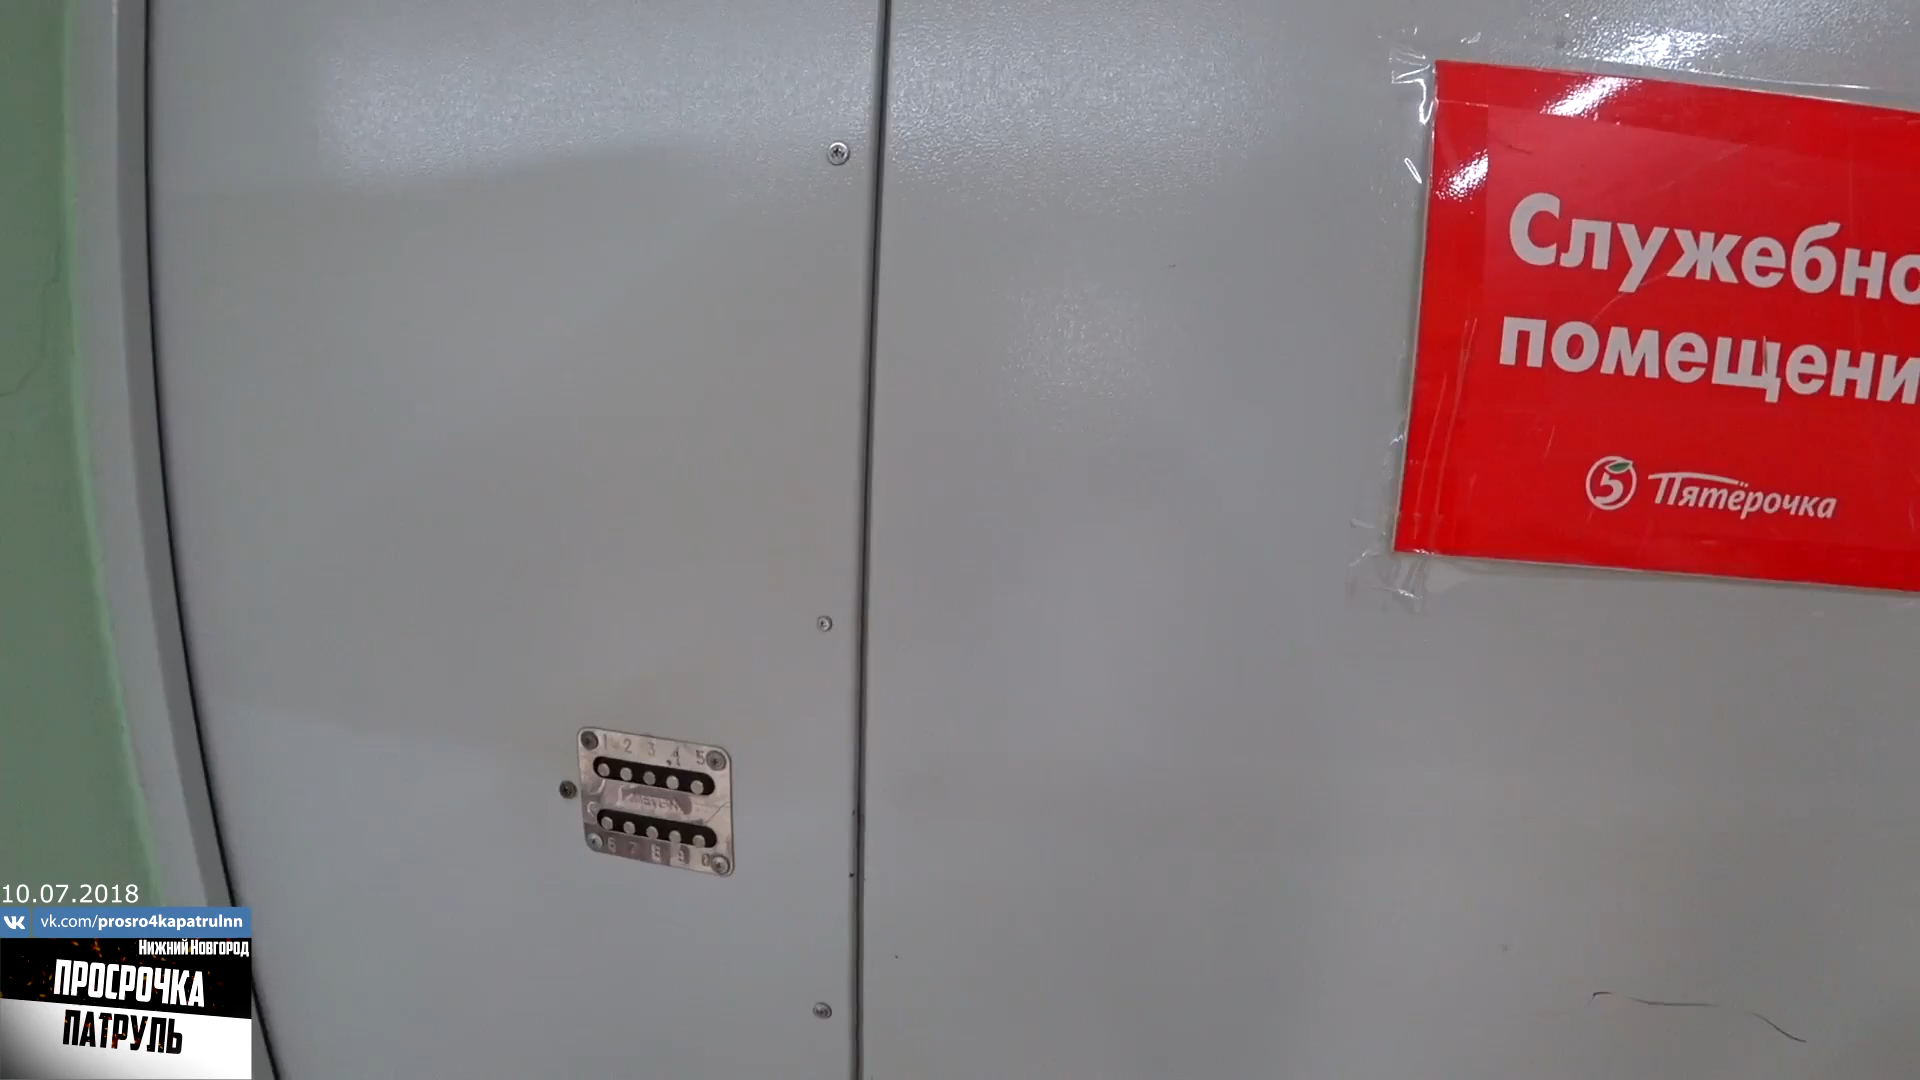 Служебно
помещени
5 Пятёрочка
1 2 3 4 5
6 7 8 9 0
10.07.2018
vk.com/prosro4kapatrulnn
Нижний Новгород
ПРОСРОЧКА
ПАТРУЛЬ